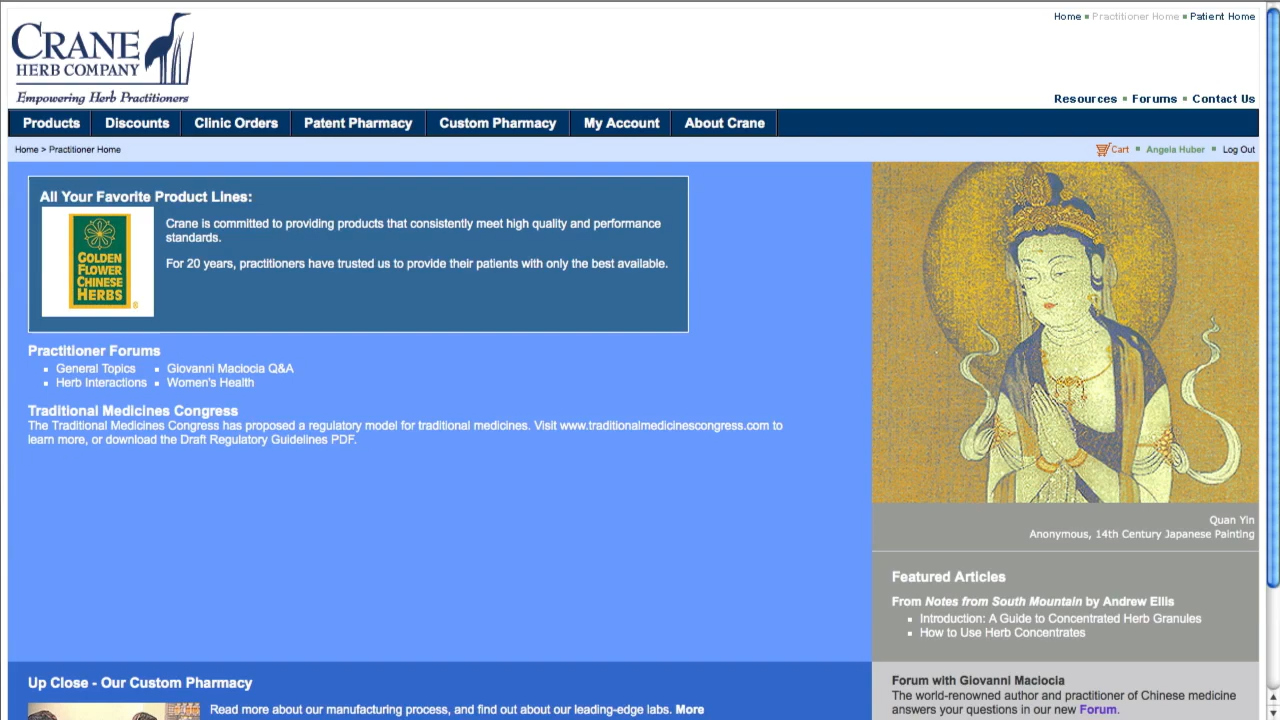 Home Practitioner Home Patient Home
CRANE
HERB COMPANY
Empowering Herb Practitioners
Resources Forums Contact Us
Products Discounts Clinic Orders Patent Pharmacy Custom Pharmacy My Account About Crane
Home > Practitioner Home
Cart Angela Huber Log Out
All Your Favorite Product Lines:
GOLDEN
FLOWER
CHINESE
HERBS
®
Crane is committed to providing products that consistently meet high quality and performance
standards.
For 20 years, practitioners have trusted us to provide their patients with only the best available.
Practitioner Forums
General Topics Giovanni Maciocia Q&A
Herb Interactions Women's Health
Traditional Medicines Congress
The Traditional Medicines Congress has proposed a regulatory model for traditional medicines. Visit www.traditionalmedicinescongress.com to
learn more, or download the Draft Regulatory Guidelines PDF.
Quan Yin
Anonymous, 14th Century Japanese Painting
Featured Articles
From Notes from South Mountain by Andrew Ellis
Introduction: A Guide to Concentrated Herb Granules
How to Use Herb Concentrates
Up Close - Our Custom Pharmacy
Read more about our manufacturing process, and find out about our leading-edge labs. More
Forum with Giovanni Maciocia
The world-renowned author and practitioner of Chinese medicine
answers your questions in our new Forum.